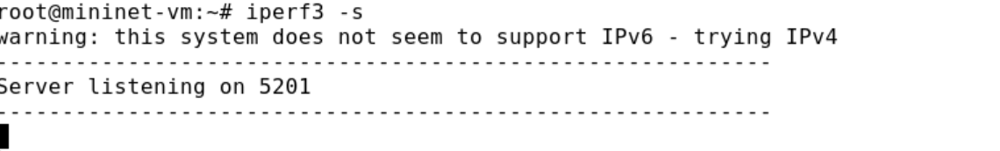 root@mininet-vm:~# iperf3 -s
warning: this system does not seem to support IPv6 - trying IPv4
-----------------------------------------------------------
Server listening on 5201
-----------------------------------------------------------